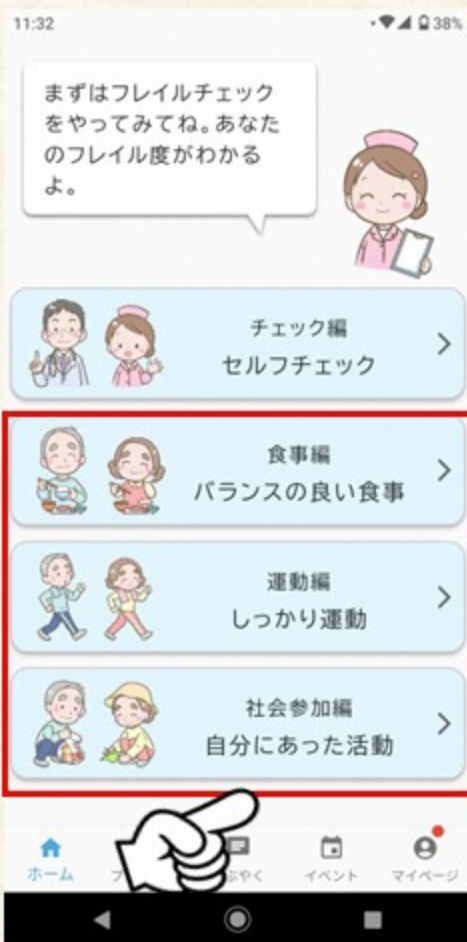 11:32
38%
まずはフレイルチェック
をやってみてね。あなた
のフレイル度がわかる
よ。
チェック編
セルフチェック
食事編
バランスの良い食事
運動編
しっかり運動
社会参加編
自分にあった活動
ホーム
イベント
マイページ